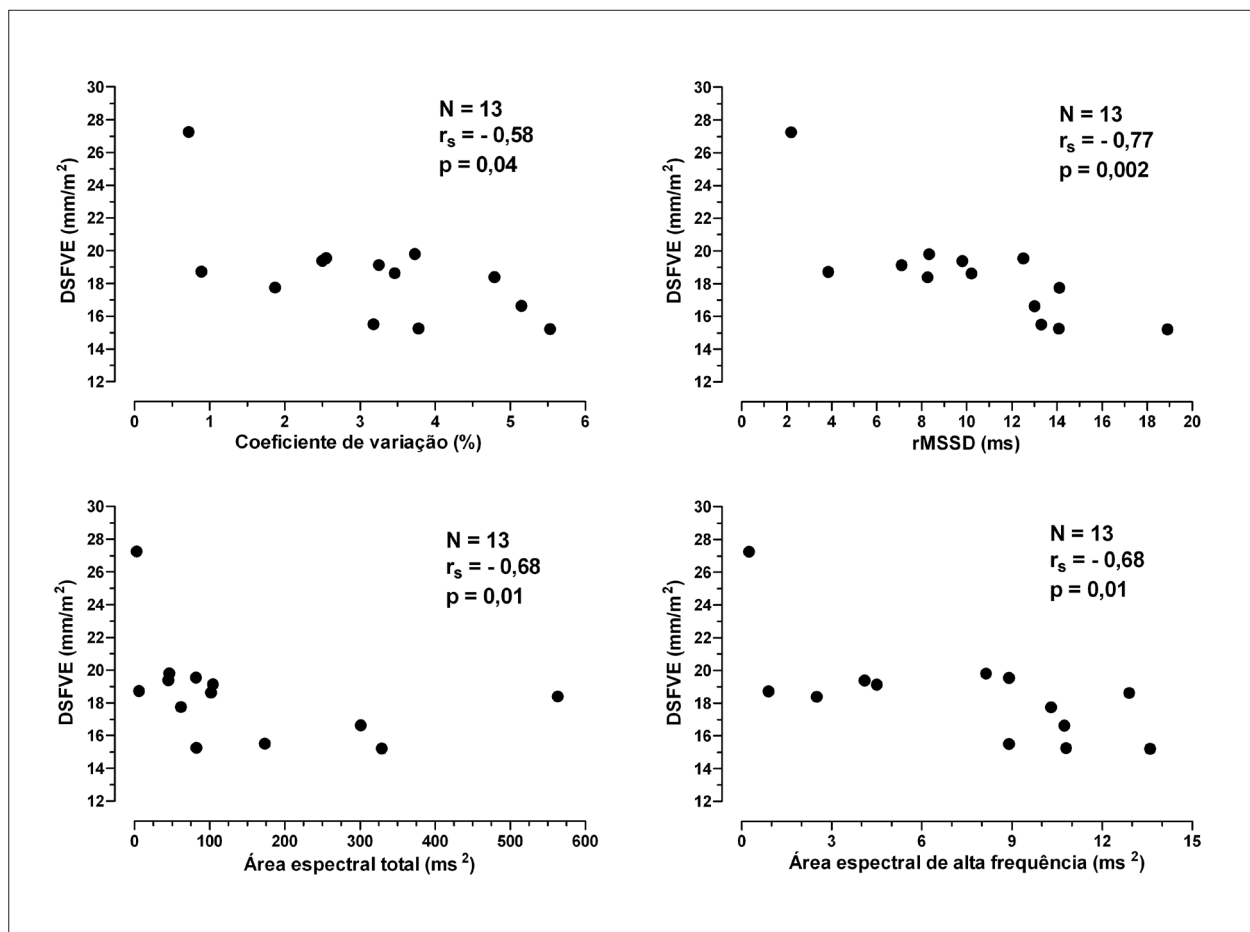 30
28
26
24
22
20
18
16
14
12
DSFVE (mm/m²)
N = 13
rₛ = - 0,58
p = 0,04
0 1 2 3 4 5 6
Coeficiente de variação (%)
30
28
26
24
22
20
18
16
14
12
DSFVE (mm/m²)
N = 13
rₛ = - 0,77
p = 0,002
0 2 4 6 8 10 12 14 16 18 20
rMSSD (ms)
30
28
26
24
22
20
18
16
14
12
DSFVE (mm/m²)
N = 13
rₛ = - 0,68
p = 0,01
0 100 200 300 400 500 600
Área espectral total (ms ²)
30
28
26
24
22
20
18
16
14
12
DSFVE (mm/m²)
N = 13
rₛ = - 0,68
p = 0,01
0 3 6 9 12 15
Área espectral de alta frequência (ms ²)